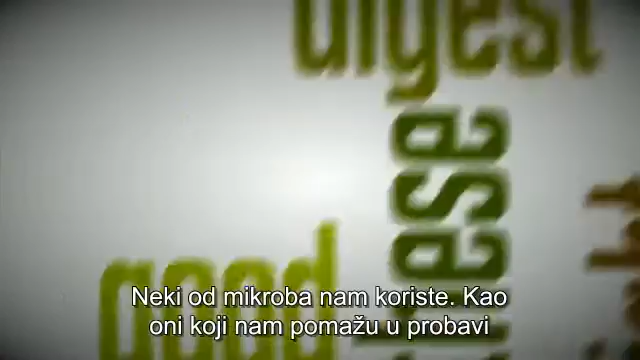 digest
these
good
Neki od mikroba nam koriste. Kao
oni koji nam pomažu u probavi